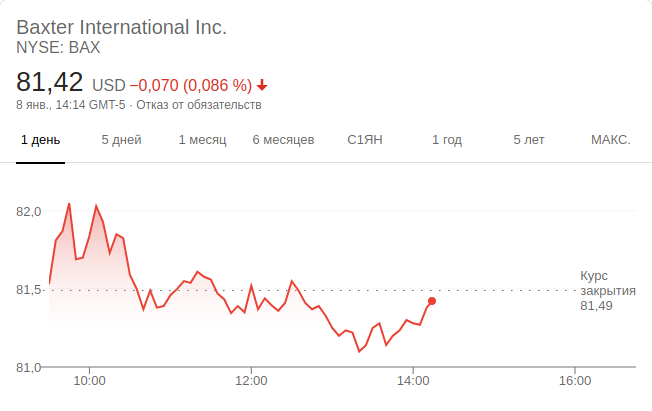 Baxter International Inc.
NYSE: BAX
81,42 USD −0,070 (0,086 %)
8 янв., 14:14 GMT-5 · Отказ от обязательств
1 день 5 дней 1 месяц 6 месяцев С1ЯН 1 год 5 лет МАКС.
82,0
81,5
81,0
Курс
закрытия
81,49
10:00 12:00 14:00 16:00